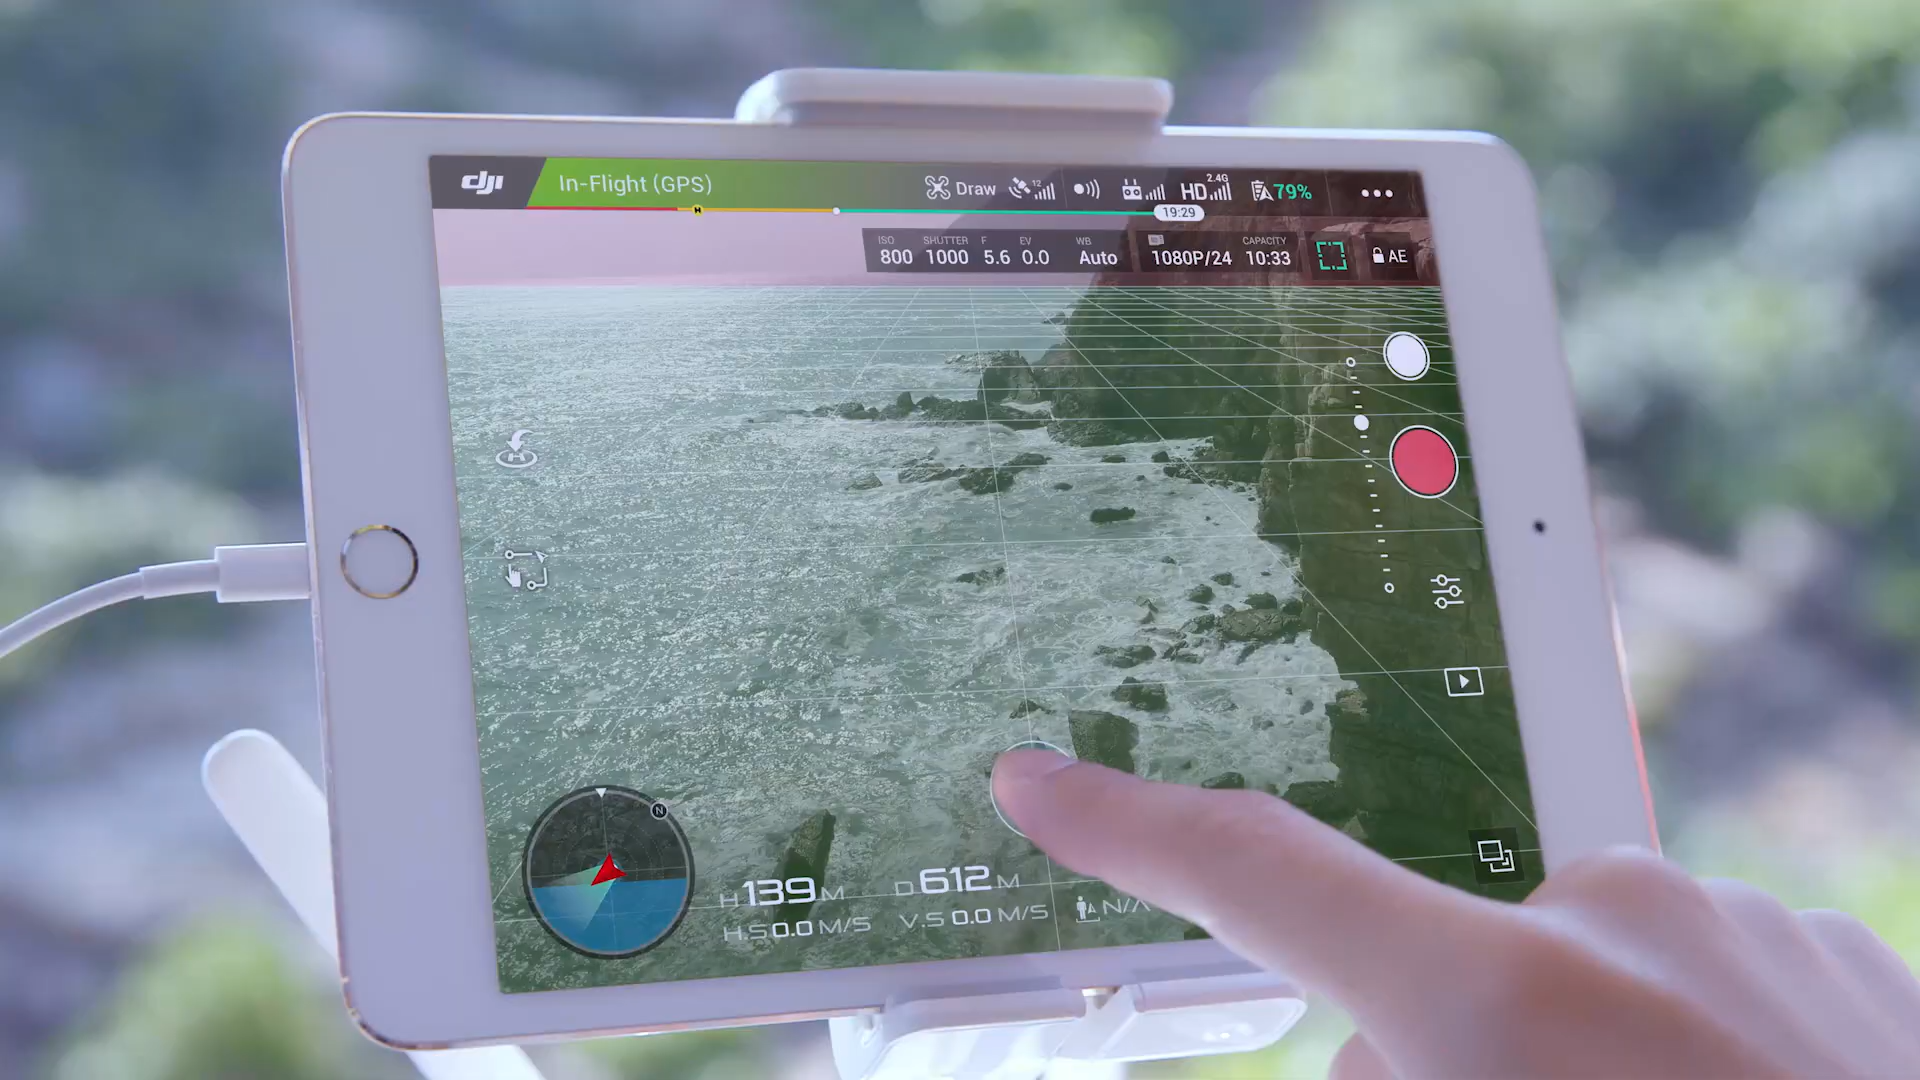 dji In-Flight (GPS) Draw 12 HD 2.4G 79%
19:29
ISO SHUTTER F EV WB CAPACITY
800 1000 5.6 0.0 Auto 1080P/24 10:33 AE
N
H 139 M D 612 M
H.S 0.0 M/S V.S 0.0 M/S N/A